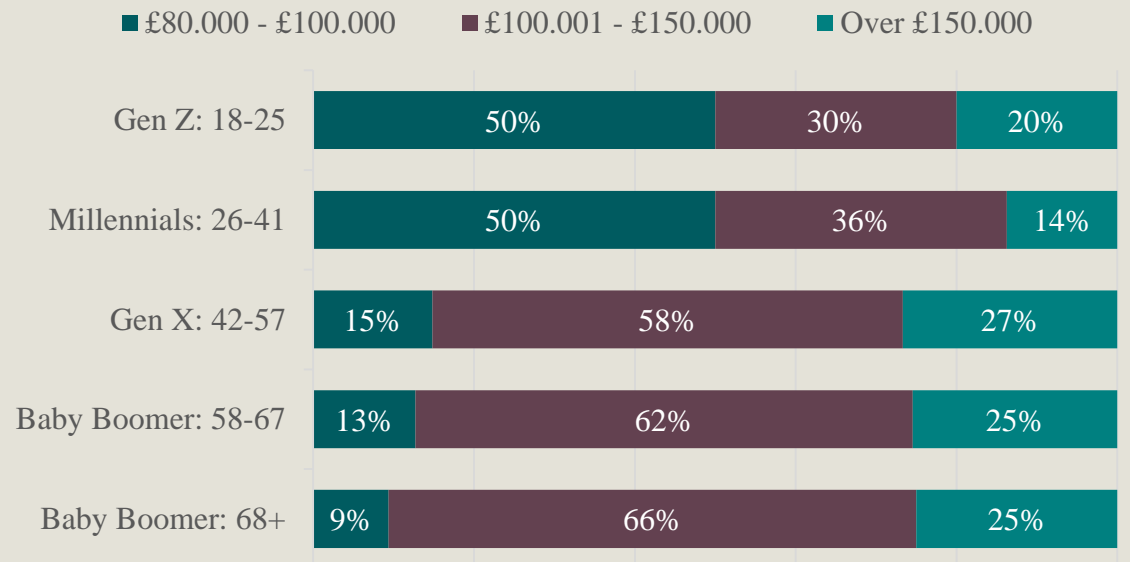 £80.000 - £100.000 £100.001 - £150.000 Over £150.000
Gen Z: 18-25 50% 30% 20%
Millennials: 26-41 50% 36% 14%
Gen X: 42-57 15% 58% 27%
Baby Boomer: 58-67 13% 62% 25%
Baby Boomer: 68+ 9% 66% 25%